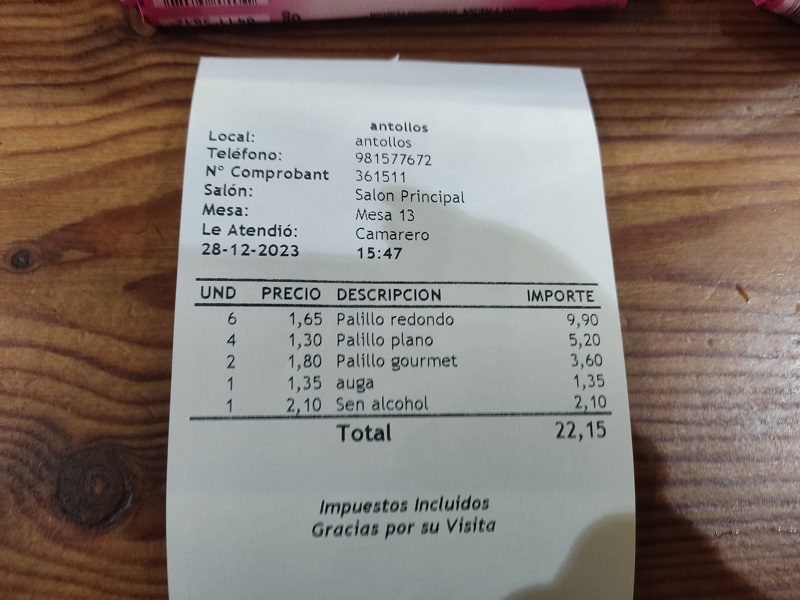 antollos
Local: antollos
Teléfono: 981577672
Nº Comprobant 361511
Salón: Salon Principal
Mesa: Mesa 13
Le Atendió: Camarero
28-12-2023 15:47
UND PRECIO DESCRIPCION IMPORTE
6 1,65 Palillo redondo 9,90
4 1,30 Palillo plano 5,20
2 1,80 Palillo gourmet 3,60
1 1,35 auga 1,35
1 2,10 Sen alcohol 2,10
Total 22,15
Impuestos Incluidos
Gracias por su Visita